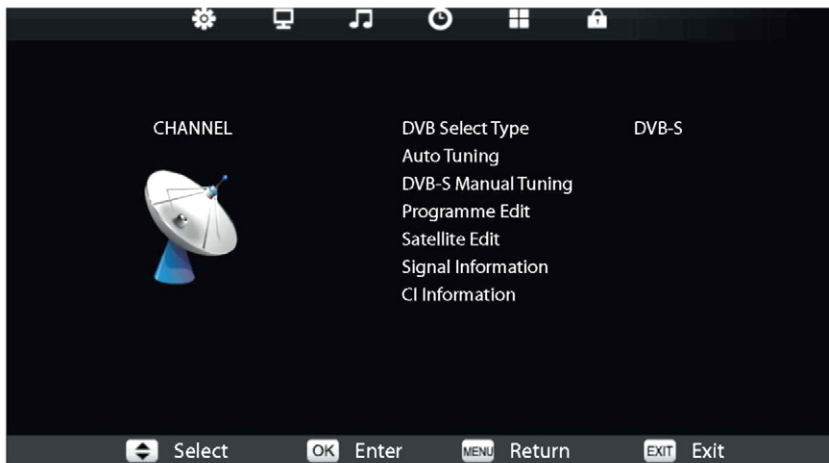 CHANNEL
DVB Select Type DVB-S
Auto Tuning
DVB-S Manual Tuning
Programme Edit
Satellite Edit
Signal Information
CI Information
Select OK Enter MENU Return EXIT Exit